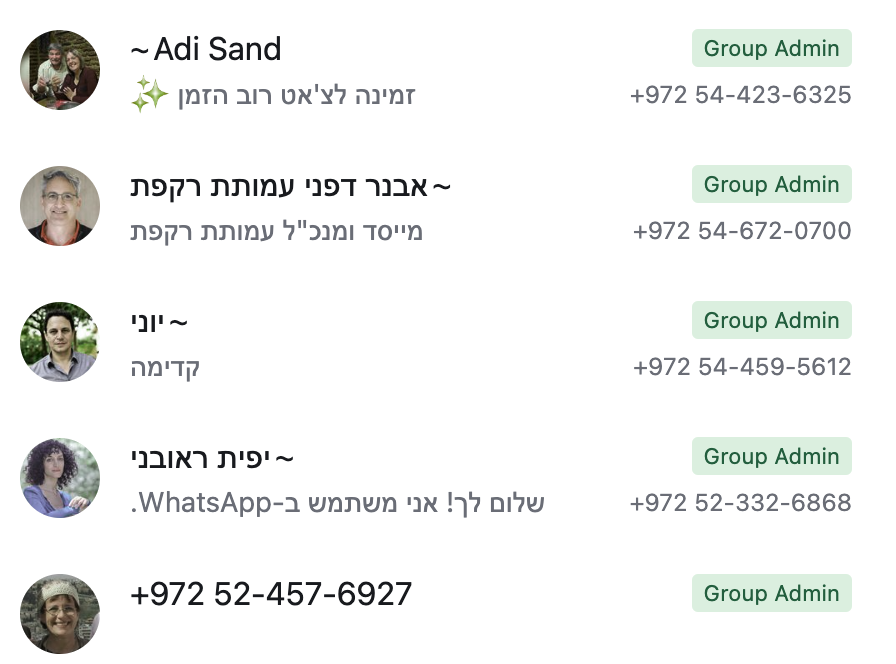 ~Adi Sand
Group Admin
זמינה לצ'אט רוב הזמן ✨
+972 54-423-6325
~אבנר דפני עמותת רקפת
Group Admin
מייסד ומנכ"ל עמותת רקפת
+972 54-672-0700
~יוני
Group Admin
קדימה
+972 54-459-5612
~יפית ראובני
Group Admin
שלום לך! אני משתמש ב-WhatsApp.
+972 52-332-6868
+972 52-457-6927
Group Admin